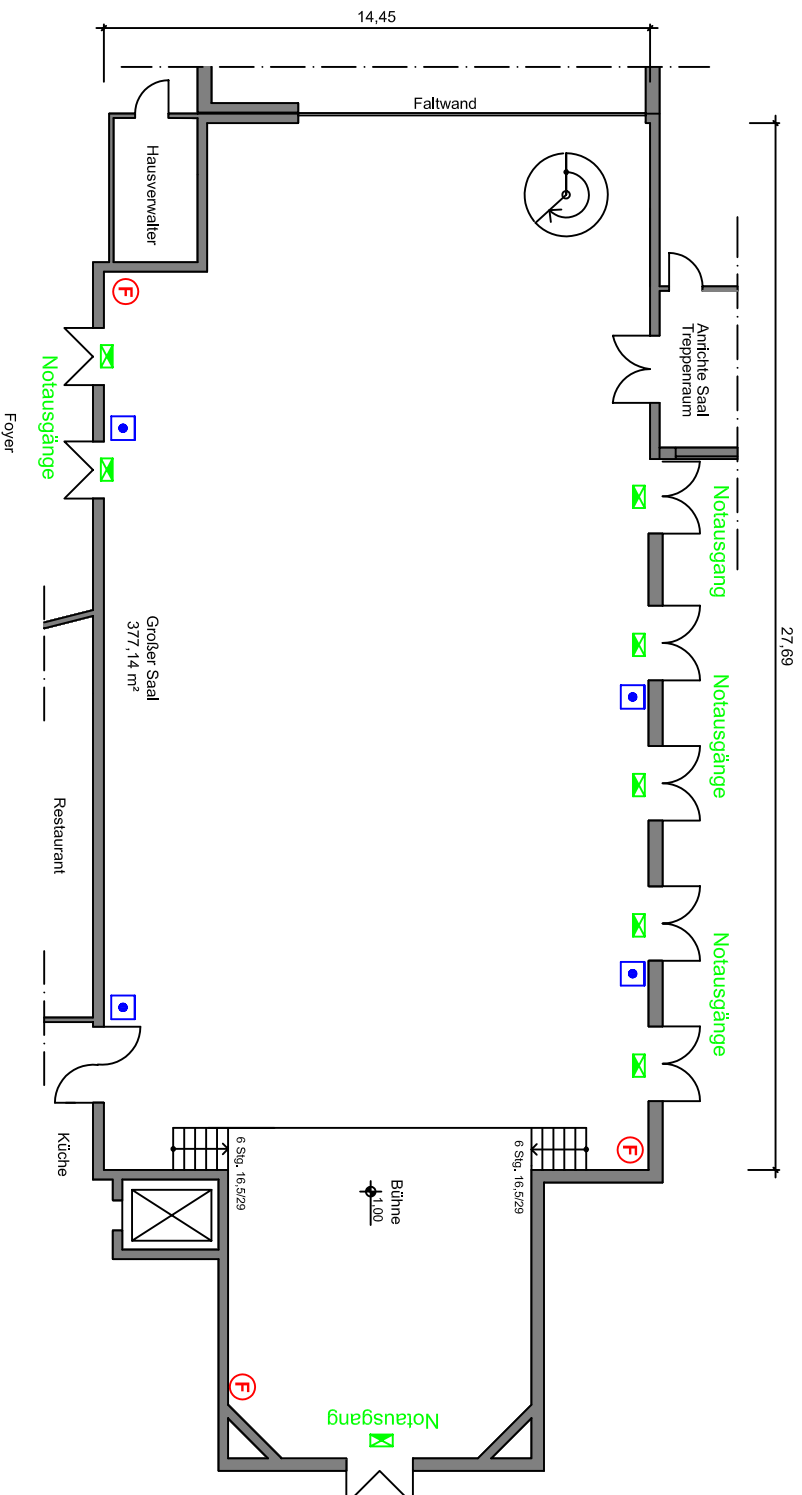 14,45
Faltwand
27,69
Hausverwalter
Anrichte Saal
Treppenraum
F
Notausgänge
Foyer
Notausgang
Notausgänge
Notausgänge
Großer Saal
377,14 m²
Restaurant
Küche
F
6 Stg. 16,5/29
6 Stg. 16,5/29
Bühne
1,00
F
Notausgang